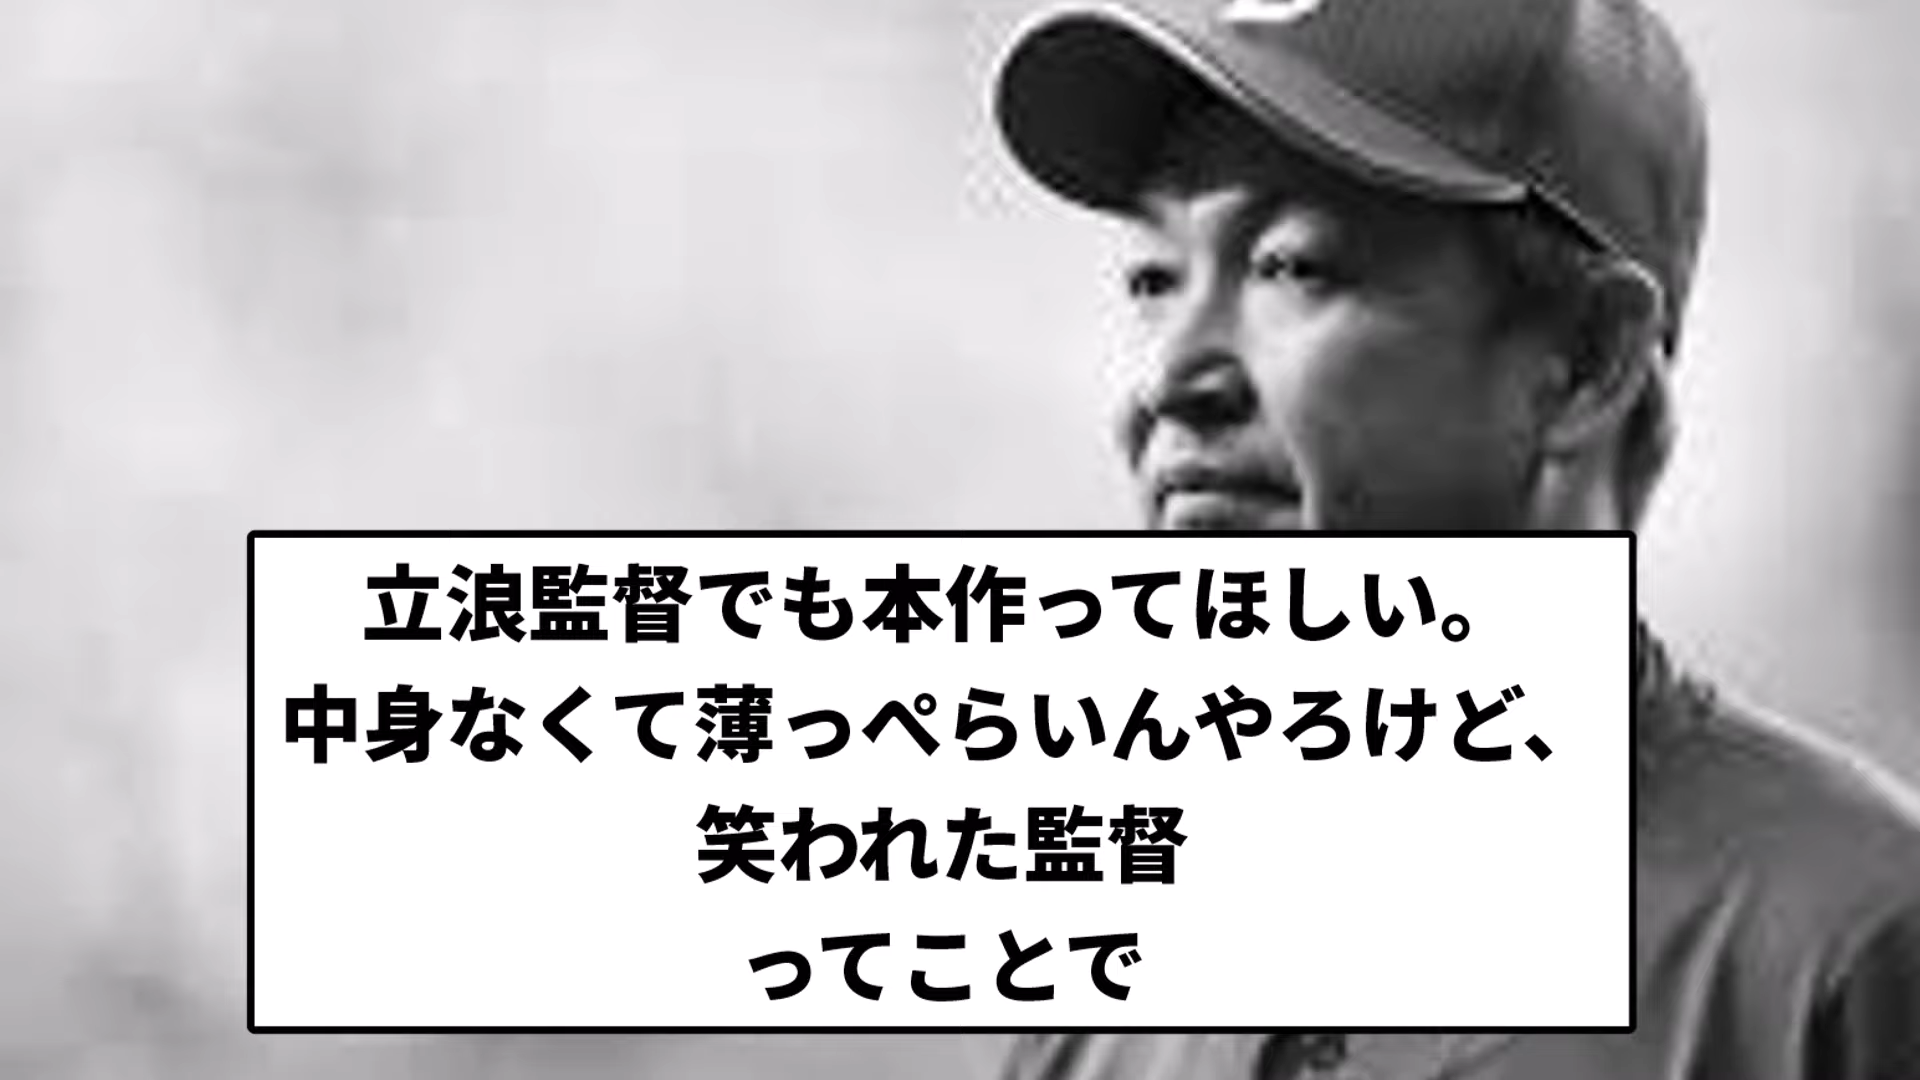 立浪監督でも本作ってほしい。
中身なくて薄っぺらいんやろけど、
笑われた監督
ってことで